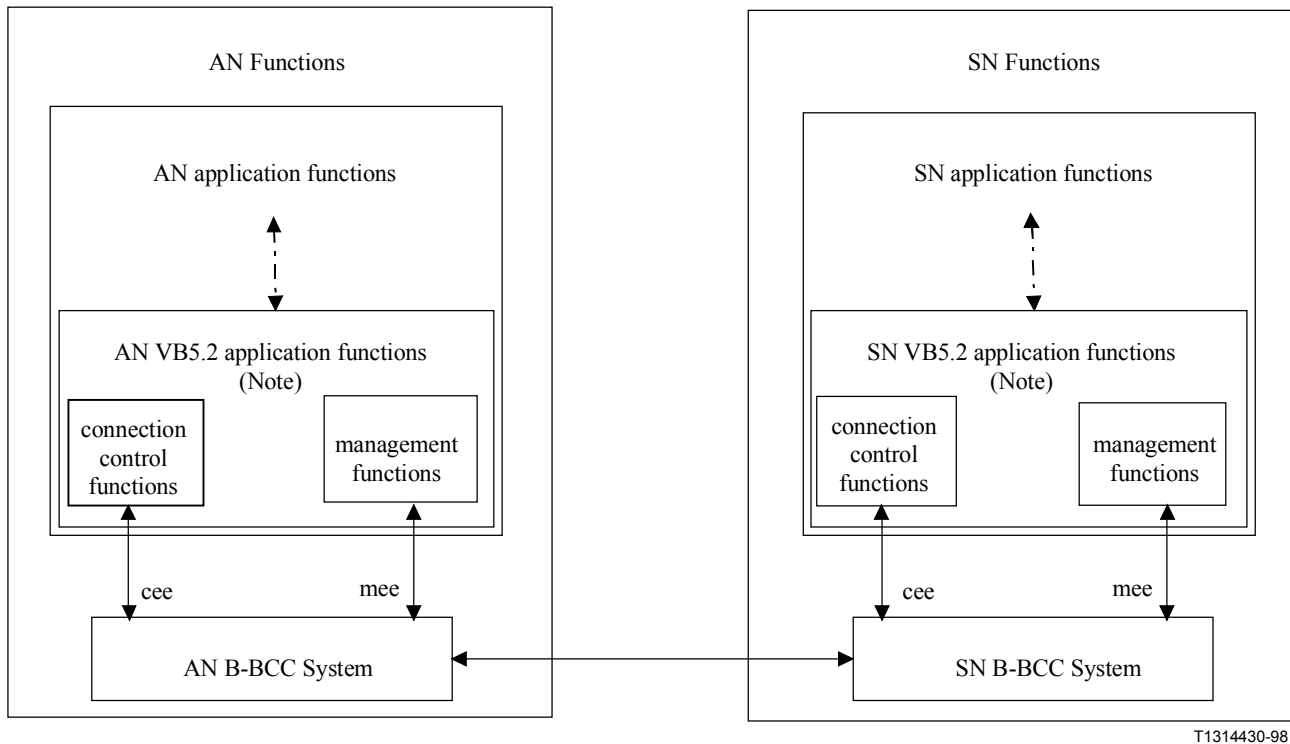 AN Functions
AN application functions
AN VB5.2 application functions
(Note)
connection
control
functions
management
functions
cee
mee
AN B-BCC System
SN Functions
SN application functions
SN VB5.2 application functions
(Note)
connection
control
functions
management
functions
cee
mee
SN B-BCC System
T1314430-98